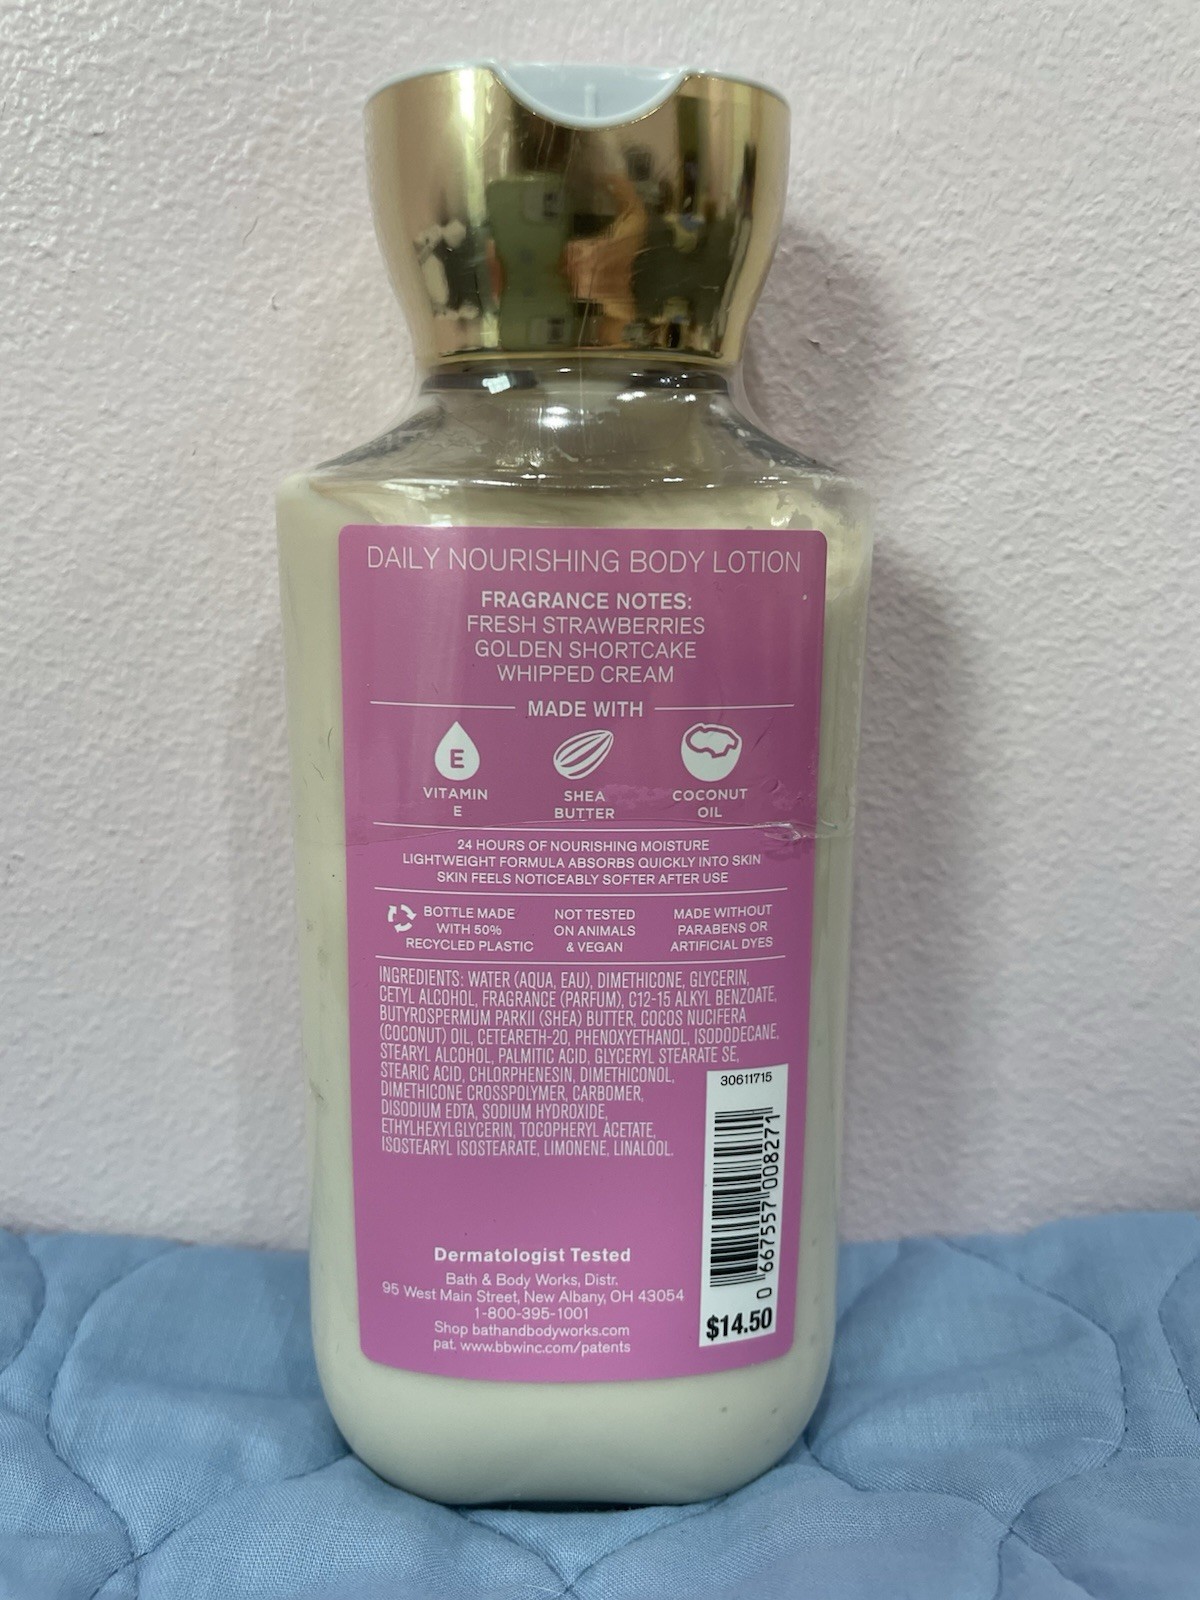 DAILY NOURISHING BODY LOTION
FRAGRANCE NOTES:
FRESH STRAWBERRIES
GOLDEN SHORTCAKE
WHIPPED CREAM
MADE WITH
E
VITAMIN
E
SHEA
BUTTER
COCONUT
OIL
24 HOURS OF NOURISHING MOISTURE
LIGHTWEIGHT FORMULA ABSORBS QUICKLY INTO SKIN
SKIN FEELS NOTICEABLY SOFTER AFTER USE
BOTTLE MADE
WITH 50%
RECYCLED PLASTIC
NOT TESTED
ON ANIMALS
& VEGAN
MADE WITHOUT
PARABENS OR
ARTIFICIAL DYES
INGREDIENTS: WATER (AQUA, EAU), DIMETHICONE, GLYCERIN,
CETYL ALCOHOL, FRAGRANCE (PARFUM), C12-15 ALKYL BENZOATE,
BUTYROSPERMUM PARKII (SHEA) BUTTER, COCOS NUCIFERA
(COCONUT) OIL, CETEARETH-20, PHENOXYETHANOL, ISODODECANE,
STEARYL ALCOHOL, PALMITIC ACID, GLYCERYL STEARATE SE,
STEARIC ACID, CHLORPHENESIN, DIMETHICONOL,
DIMETHICONE CROSSPOLYMER, CARBOMER,
DISODIUM EDTA, SODIUM HYDROXIDE,
ETHYLHEXYLGLYCERIN, TOCOPHERYL ACETATE,
ISOSTEARYL ISOSTEARATE, LIMONENE, LINALOOL.
30611715
0 667557 008271
$14.50
Dermatologist Tested
Bath & Body Works, Distr.
95 West Main Street, New Albany, OH 43054
1-800-395-1001
Shop bathandbodyworks.com
pat. www.bbwinc.com/patents